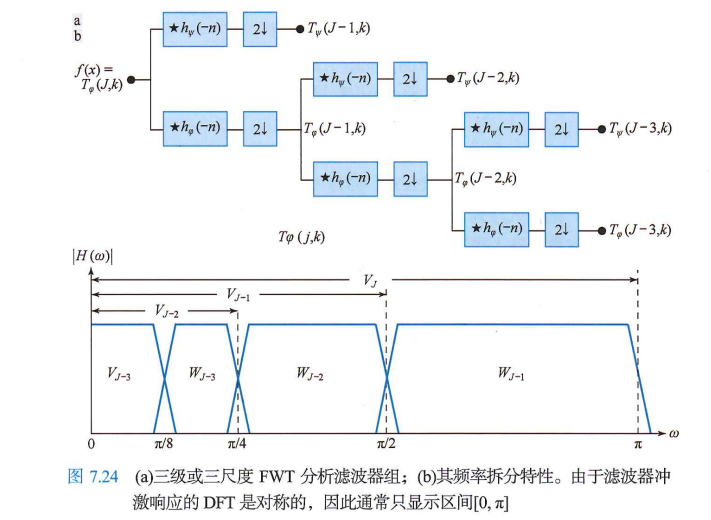 a
b
★hψ(−n) 2↓ Tψ(J−1,k)
f(x) =
Tφ(J,k)
★hψ(−n) 2↓ Tψ(J−2,k)
★hφ(−n) 2↓ Tφ(J−1,k)
★hψ(−n) 2↓ Tψ(J−3,k)
★hφ(−n) 2↓ Tφ(J−2,k)
★hφ(−n) 2↓ Tφ(J−3,k)
Tφ(j,k)
|H(ω)|
VJ
VJ−1
VJ−2
VJ−3 WJ−3 WJ−2 WJ−1
0 π/8 π/4 π/2 π ω
图 7.24 (a)三级或三尺度 FWT 分析滤波器组；(b)其频率拆分特性。由于滤波器冲
激响应的 DFT 是对称的，因此通常只显示区间[0, π]